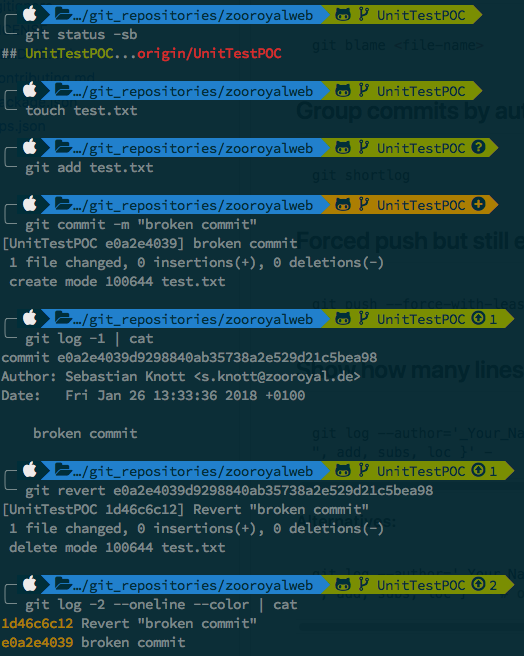 …/git_repositories/zooroyalweb UnitTestPOC
git status -sb
## UnitTestPOC...origin/UnitTestPOC
…/git_repositories/zooroyalweb UnitTestPOC
touch test.txt
…/git_repositories/zooroyalweb UnitTestPOC ?
git add test.txt
…/git_repositories/zooroyalweb UnitTestPOC +
git commit -m "broken commit"
[UnitTestPOC e0a2e4039] broken commit
1 file changed, 0 insertions(+), 0 deletions(-)
create mode 100644 test.txt
…/git_repositories/zooroyalweb UnitTestPOC 1
git log -1 | cat
commit e0a2e4039d9298840ab35738a2e529d21c5bea98
Author: Sebastian Knott <s.knott@zooroyal.de>
Date: Fri Jan 26 13:33:36 2018 +0100
broken commit
…/git_repositories/zooroyalweb UnitTestPOC 1
git revert e0a2e4039d9298840ab35738a2e529d21c5bea98
[UnitTestPOC 1d46c6c12] Revert "broken commit"
1 file changed, 0 insertions(+), 0 deletions(-)
delete mode 100644 test.txt
…/git_repositories/zooroyalweb UnitTestPOC 2
git log -2 --oneline --color | cat
1d46c6c12 Revert "broken commit"
e0a2e4039 broken commit
git blame <file-name>
Group commits by au
git shortlog
Forced push but still e
git push --force-with-lea
Show how many lines
git log --author='_Your_Na
", add, subs, loc }' -